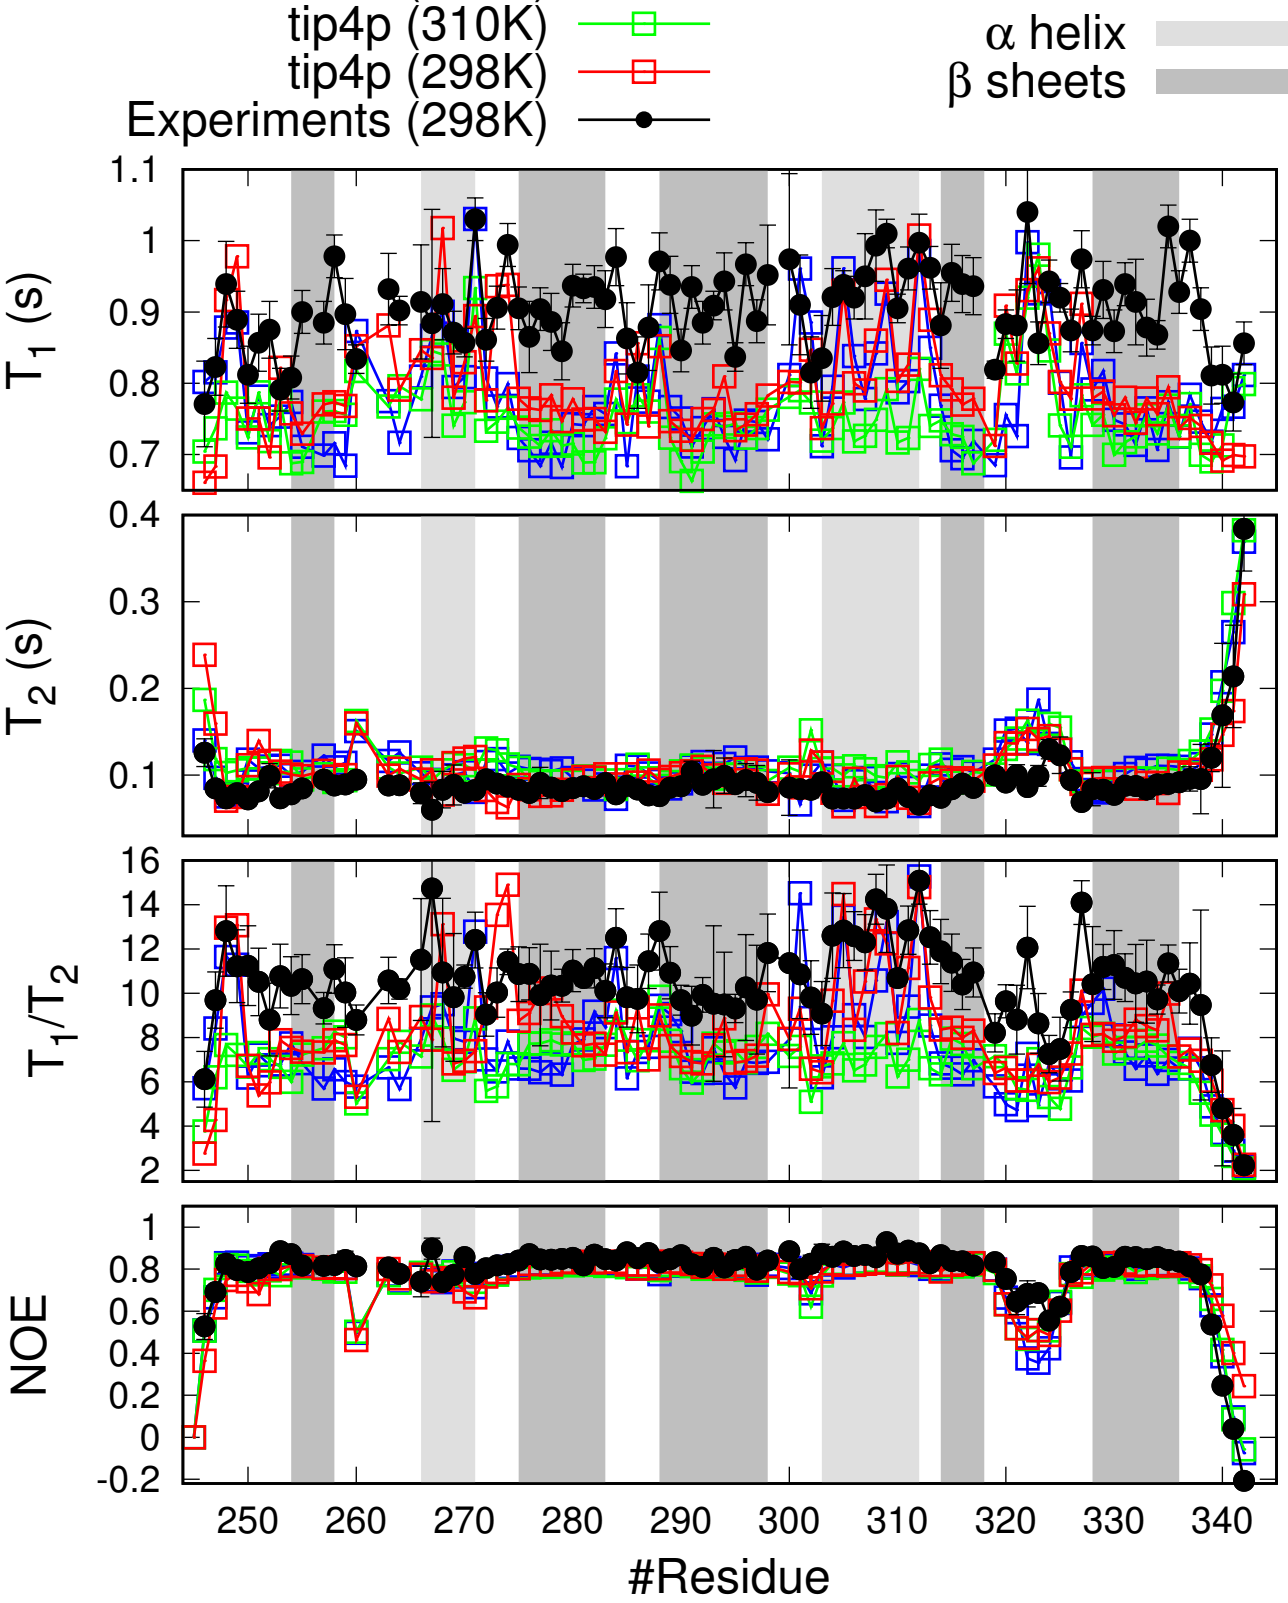 tip4p (310K)
tip4p (298K)
Experiments (298K)
α helix
β sheets
1.1
1
0.9
0.8
0.7
T1 (s)
0.4
0.3
0.2
0.1
T2 (s)
16
14
12
10
8
6
4
2
T1/T2
1
0.8
0.6
0.4
0.2
0
-0.2
NOE
250 260 270 280 290 300 310 320 330 340
#Residue